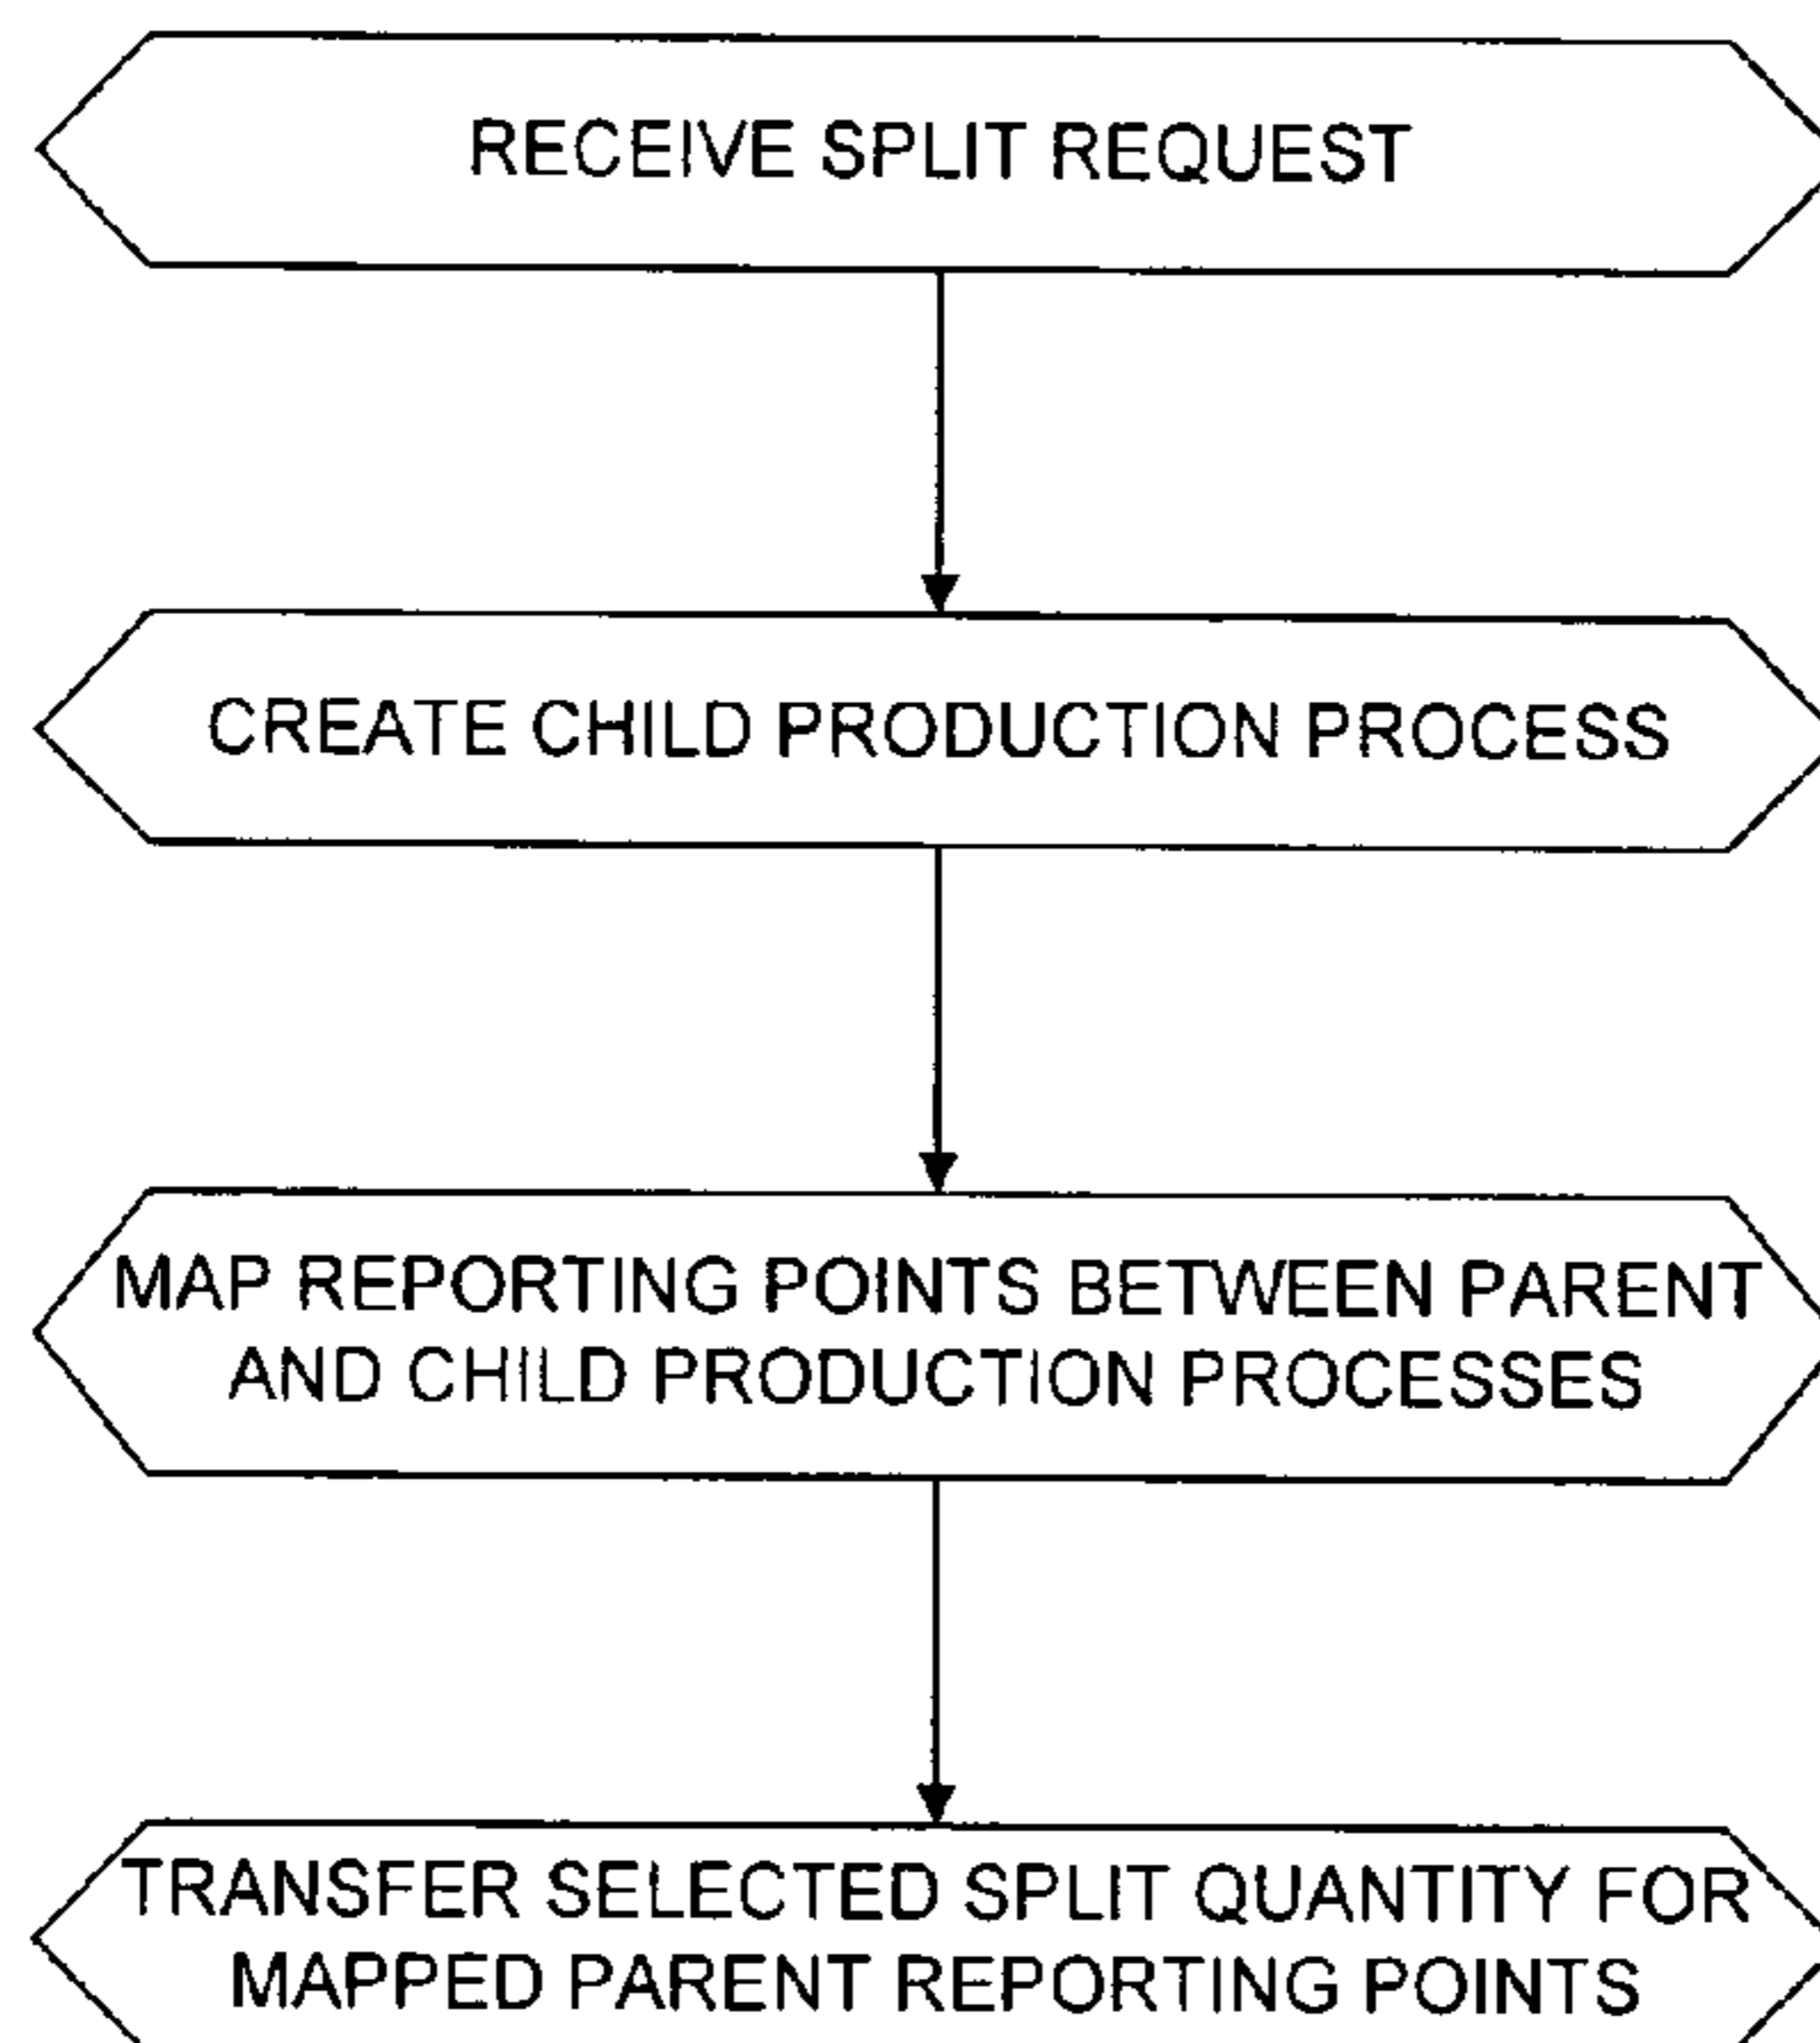 RECEIVE SPLIT REQUEST
CREATE CHILD PRODUCTION PROCESS
MAP REPORTING POINTS BETWEEN PARENT
AND CHILD PRODUCTION PROCESSES
TRANSFER SELECTED SPLIT QUANTITY FOR
MAPPED PARENT REPORTING POINTS